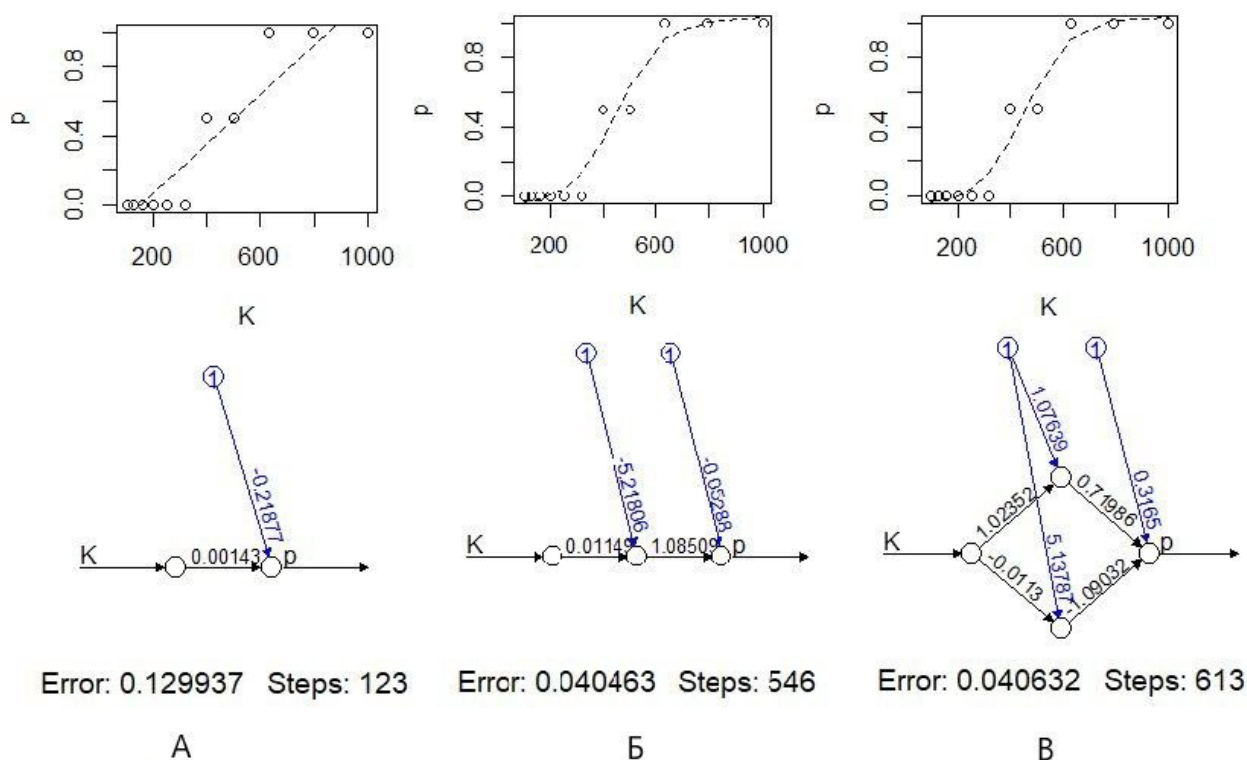 p
0.0 0.4 0.8
200 600 1000
K
p
0.0 0.4 0.8
200 600 1000
K
p
0.0 0.4 0.8
200 600 1000
K
1
-0.21877
K
0.00143
p
Error: 0.129937 Steps: 123
1
1
-5.21806
-0.05288
K
0.01149
1.08509
p
Error: 0.040463 Steps: 546
1
1
1.07639
5.13787
0.3165
K
1.02352
-0.0113
0.71986
-1.09032
p
Error: 0.040632 Steps: 613
А
Б
В